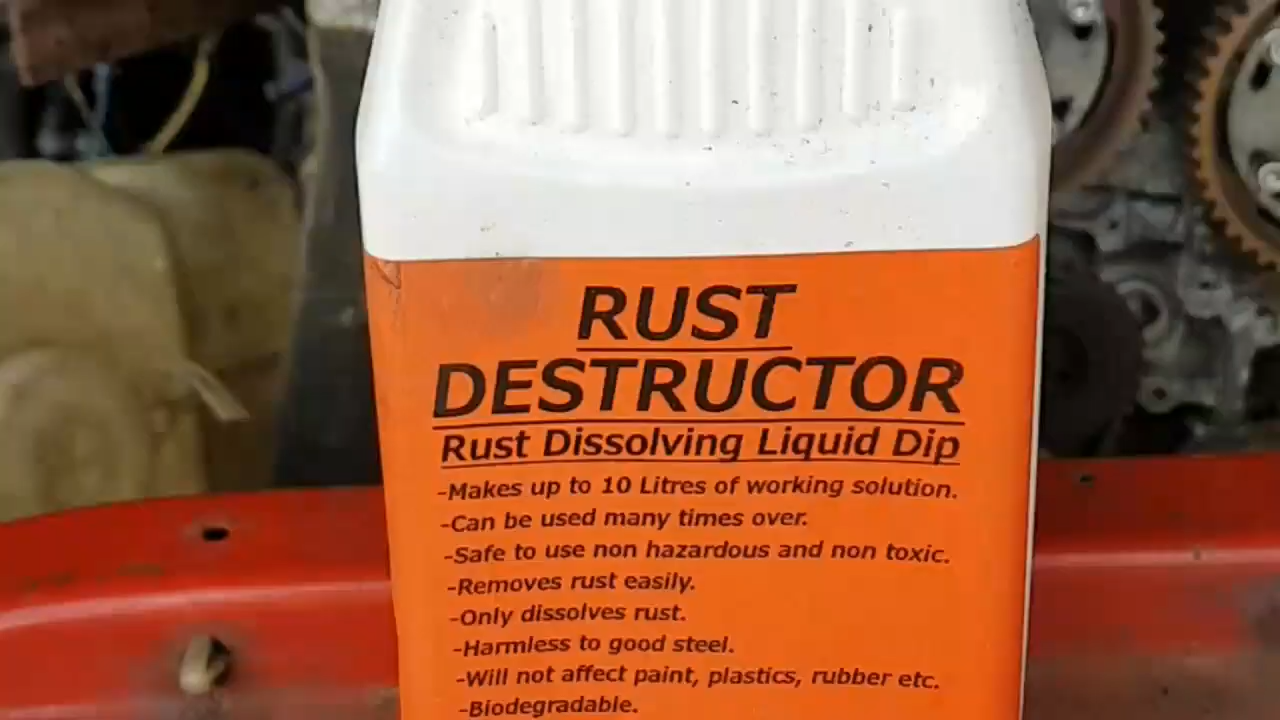 RUST
DESTRUCTOR
Rust Dissolving Liquid Dip
-Makes up to 10 Litres of working solution.
-Can be used many times over.
-Safe to use non hazardous and non toxic.
-Removes rust easily.
-Only dissolves rust.
-Harmless to good steel.
-Will not affect paint, plastics, rubber etc.
-Biodegradable.